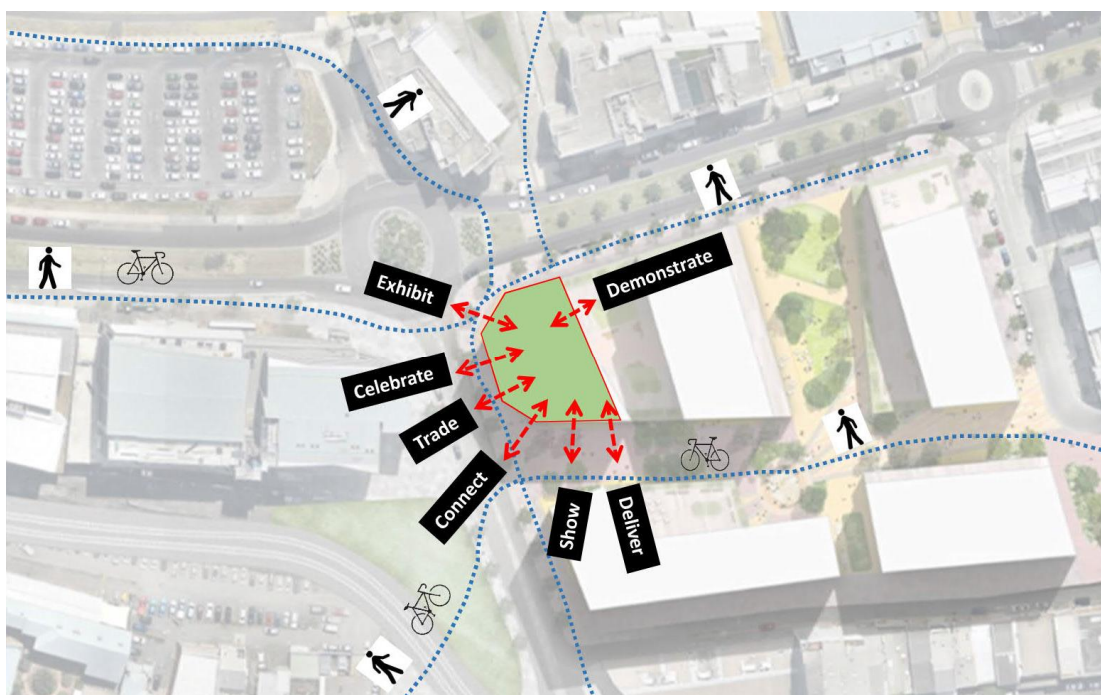 Exhibit
Demonstrate
Celebrate
Trade
Connect
Show
Deliver